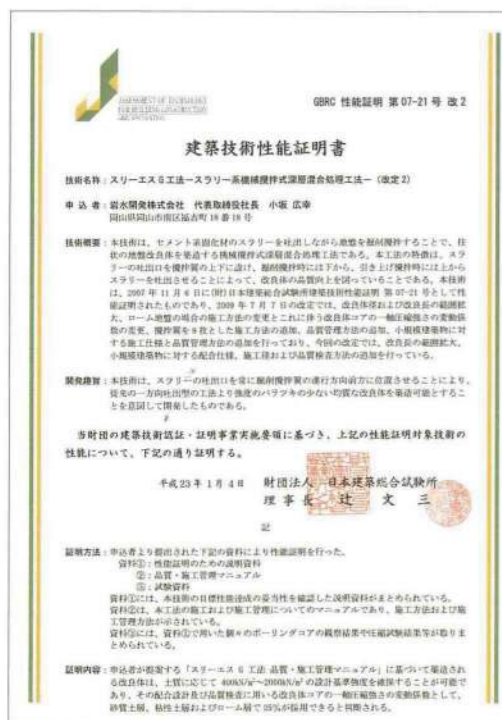 GBRC 性能証明 第07-21号 改2
建築技術性能証明書
技術名称：スリーエスG工法－スラリー系機械攪拌式深層混合処理工法－(改定2)
申込者：岩水開発株式会社 代表取締役社長 小坂 広幸
岡山県岡山市南区福吉町18番18号
技術概要：本技術は、セメント系固化材のスラリーを吐出しながら地盤を掘削攪拌することで、柱
状の地盤改良体を築造する機械攪拌式深層混合処理工法である。本工法の特徴は、スラ
リーの吐出口を攪拌翼の上下に設け、掘削攪拌時には下から、引き上げ攪拌時には上から
スラリーを吐出させることによって、改良体の品質向上を図っていることである。本技術
は、2007年11月6日に(財)日本建築総合試験所建築技術性能証明 第07-21号として性
能証明されたものであり、2009年7月7日の改定では、改良体径および改良長の範囲拡
大、ローム地盤の場合の施工方法の変更とこれに伴う改良体コアの一軸圧縮強さの変動係
数の変更、攪拌翼を8枚とした施工方法の追加、品質管理方法の追加、小規模建築物に対
する施工仕様と品質管理方法の追加を行っており、今回の改定では、改良長の範囲拡大、
小規模建築物に対する配合仕様、施工径および品質検査方法の追加を行っている。
開発趣旨：本技術は、スラリーの吐出口を常に掘削攪拌翼の進行方向前方に位置させることにより、
従来の一方向吐出型の工法より強度のバラツキの少ない均質な改良体を築造可能とするこ
とを意図して開発したものである。
当財団の建築技術認証・証明事業実施要領に基づき、上記の性能証明対象技術の
性能について、下記の通り証明する。
平成23年1月4日 財団法人 日本建築総合試験所
理事長 辻 文三
記
証明方法：申込者より提出された下記の資料により性能証明を行った。
資料①：性能証明のための説明資料
②：品質・施工管理マニュアル
③：試験資料
資料①には、本技術の目標性能達成の妥当性を確認した説明資料がまとめられている。
資料②は、本工法の施工および施工管理についてのマニュアルであり、施工方法および施
工管理方法が示されている。
資料③には、資料①で用いた個々のボーリングコアの観察結果や圧縮試験結果等が取りま
とめられている。
証明内容：申込者が提案する「スリーエスG工法 品質・施工管理マニュアル」に基づいて築造され
る改良体は、土質に応じて400kN/m²～2000kN/m²の設計基準強度を確保することが可能で
あり、その配合設計及び品質検査に用いる改良体コアの一軸圧縮強さの変動係数として、
砂質土層、粘性土層およびローム層で25%が採用できると判断される。